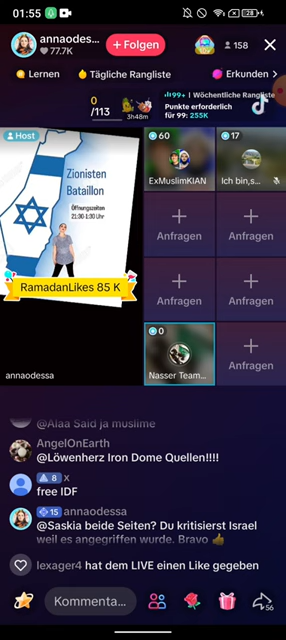 01:55
28
annaodes...
77.7K
+ Folgen
158
Lernen
Tägliche Rangliste
Erkunden
0
/113
3h48m
99+ | Wöchentliche Rangliste
Punkte erforderlich
für 99: 255K
Host
Zionisten
Bataillon
Öffnungszeiten
21:30-1:30 Uhr
RamadanLikes 85 K
annaodessa
60
ExMuslimKIAN
17
Ich bin,s...
Anfragen
Anfragen
Anfragen
Anfragen
0
Nasser Team...
Anfragen
@Alaa Said ja muslime
AngelOnEarth
@Löwenherz Iron Dome Quellen!!!!
8 x
free IDF
15 annaodessa
@Saskia beide Seiten? Du kritisierst Israel
weil es angegriffen wurde. Bravo 👍
lexager4 hat dem LIVE einen Like gegeben
Kommenta...
56